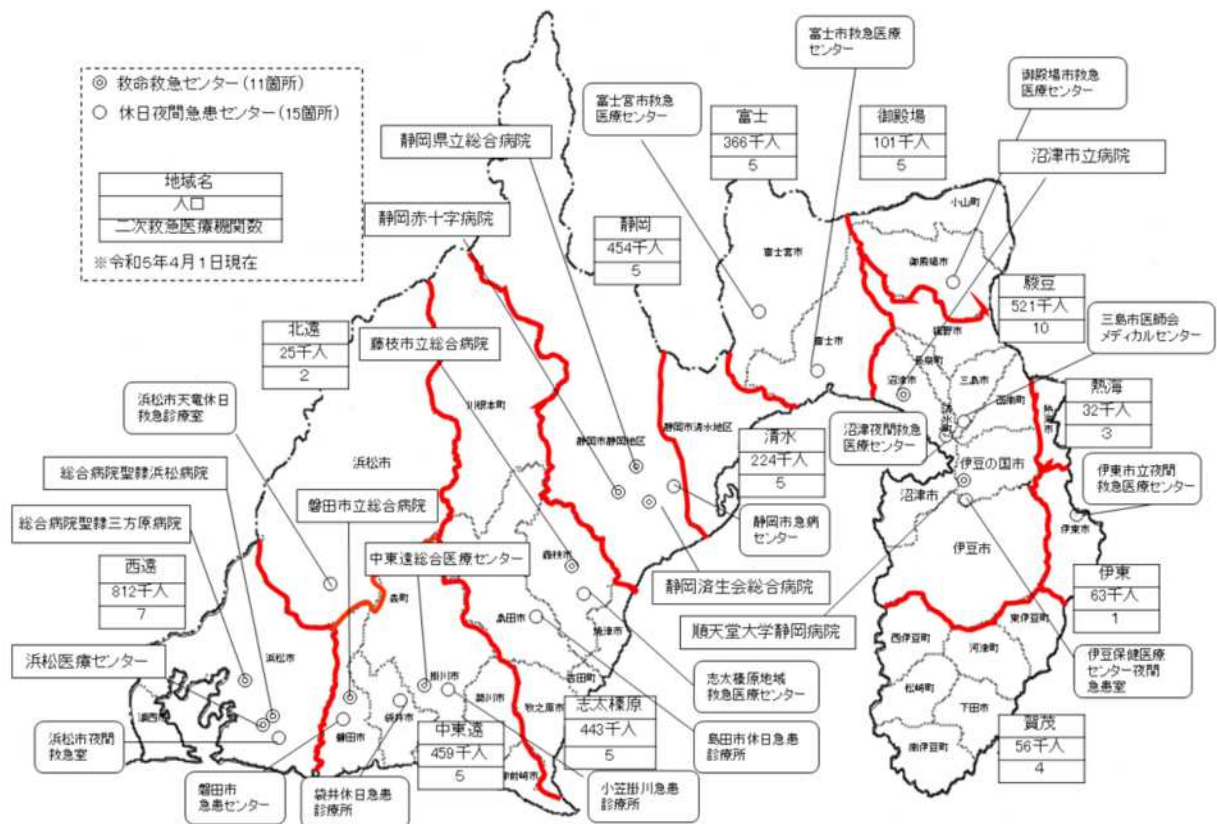 ◎ 救命救急センター(11箇所)
○ 休日夜間急患センター(15箇所)
地域名
人口
二次救急医療機関数
※令和5年4月1日現在
富士市救急医療
センター
御殿場市救急
医療センター
富士宮市救急
医療センター
富士
366千人
5
御殿場
101千人
5
静岡県立総合病院
沼津市立病院
静岡赤十字病院
静岡
454千人
5
小山町
富士宮市
御殿場市
駿豆
521千人
10
裾野市
三島市医師会
メディカルセンター
北遠
25千人
2
藤枝市立総合病院
富士市
長泉町
沼津市
三島市
函南町
清水町
熱海市
熱海
32千人
3
浜松市天竜休日
救急診療室
川根本町
静岡市静岡地区
静岡市清水地区
清水
224千人
5
沼津夜間救急
医療センター
伊豆の国市
伊東市立夜間
救急医療センター
浜松市
総合病院聖隷浜松病院
磐田市立総合病院
沼津市
静岡市急病
センター
伊東市
総合病院聖隷三方原病院
中東遠総合医療センター
藤枝市
伊豆市
西遠
812千人
7
静岡済生会総合病院
伊東
63千人
1
森町
島田市
焼津市
順天堂大学静岡病院
東伊豆町
西伊豆町
河津町
浜松医療センター
浜松市
掛川市
吉田町
志太榛原地域
救急医療センター
伊豆保健医療
センター夜間
急患室
湖西市
菊川市
牧之原市
志太榛原
443千人
5
松崎町
下田市
浜松市夜間
救急室
磐田市
袋井市
中東遠
459千人
5
島田市休日急患
診療所
賀茂
56千人
4
南伊豆町
御前崎市
磐田市
急患センター
袋井休日急患
診療所
小笠掛川急患
診療所